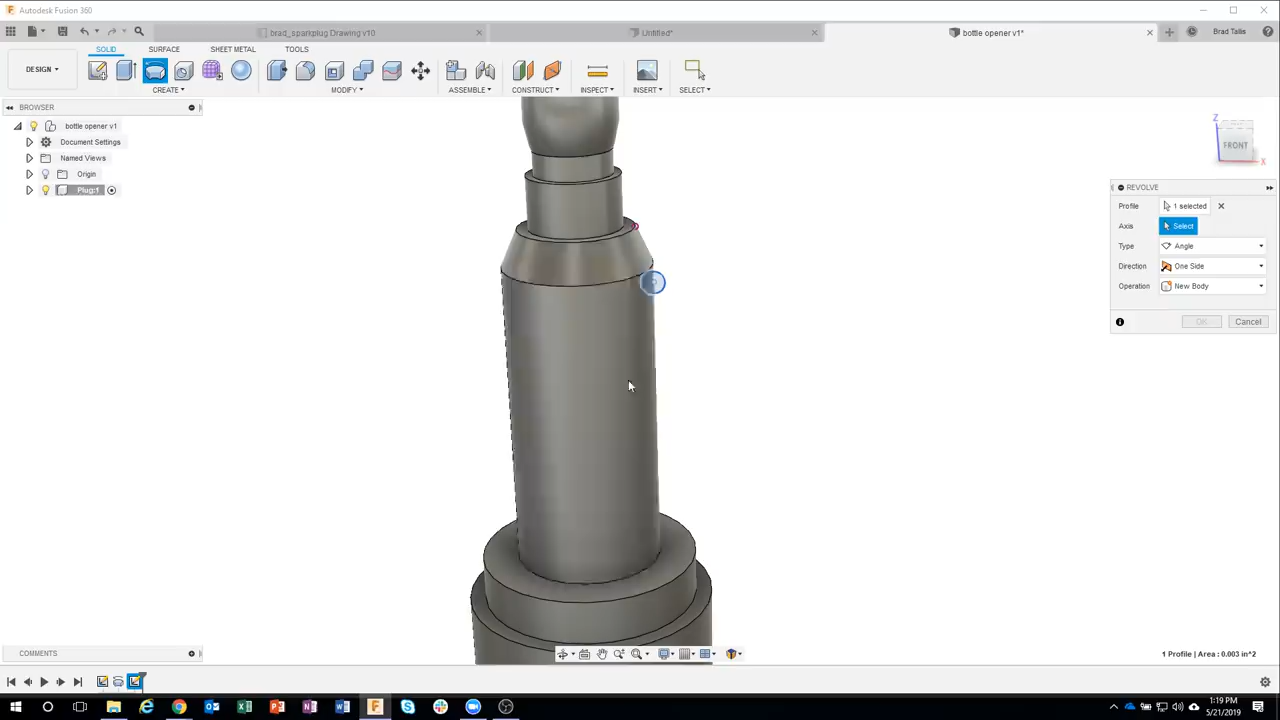 Autodesk Fusion 360
brad_sparkplug Drawing v10
Untitled*
bottle opener v1*
Brad Tallis
SOLID
SURFACE
SHEET METAL
TOOLS
DESIGN
CREATE
MODIFY
ASSEMBLE
CONSTRUCT
INSPECT
INSERT
SELECT
BROWSER
bottle opener v1
Document Settings
Named Views
Origin
Plug:1
Z
FRONT
X
REVOLVE
Profile 1 selected
Axis Select
Type Angle
Direction One Side
Operation New Body
OK Cancel
COMMENTS
1 Profile | Area : 0.003 in^2
1:19 PM
5/21/2019